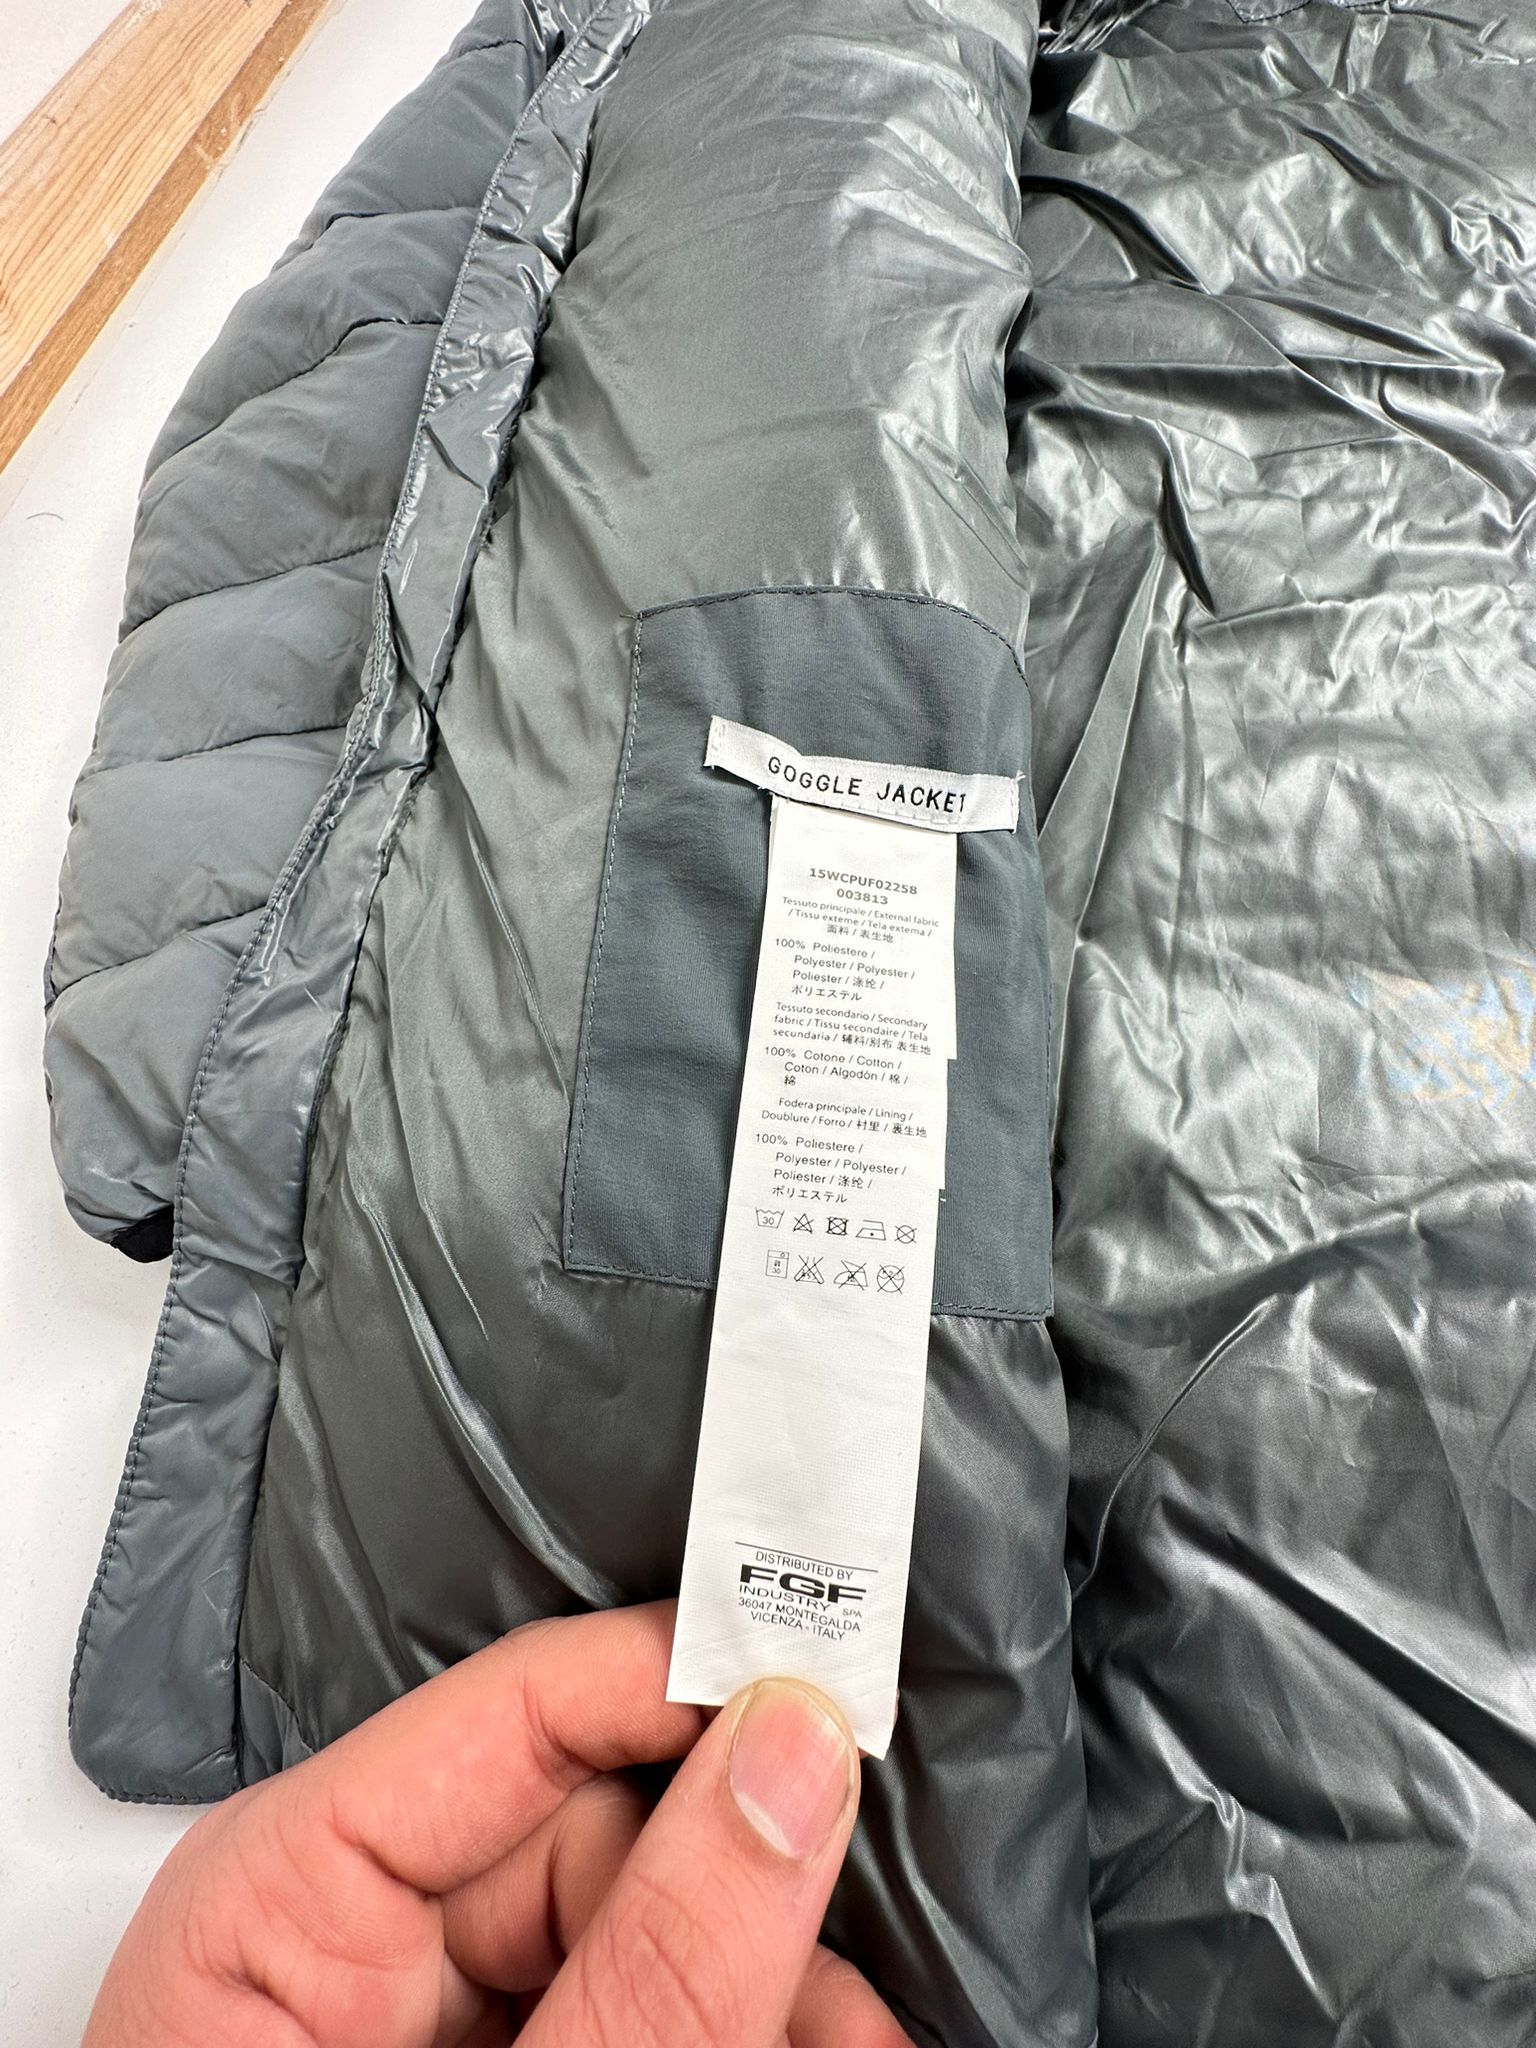 GOGGLE JACKET
15WCPUF02258
003813
Tessuto principale / External fabric
/ Tissu externe / Tela externa /
面料 / 表生地
100% Poliestere /
Polyester / Polyester /
Poliester / 涤纶 /
ポリエステル
Tessuto secondario / Secondary
fabric / Tissu secondaire / Tela
secundaria / 辅料/别布 表生地
100% Cotone / Cotton /
Coton / Algodón / 棉 /
綿
Fodera principale / Lining /
Doublure / Forro / 衬里 / 裏生地
100% Poliestere /
Polyester / Polyester /
Poliester / 涤纶 /
ポリエステル
30
30
DISTRIBUTED BY
FGF
INDUSTRY SPA
36047 MONTEGALDA
VICENZA - ITALY